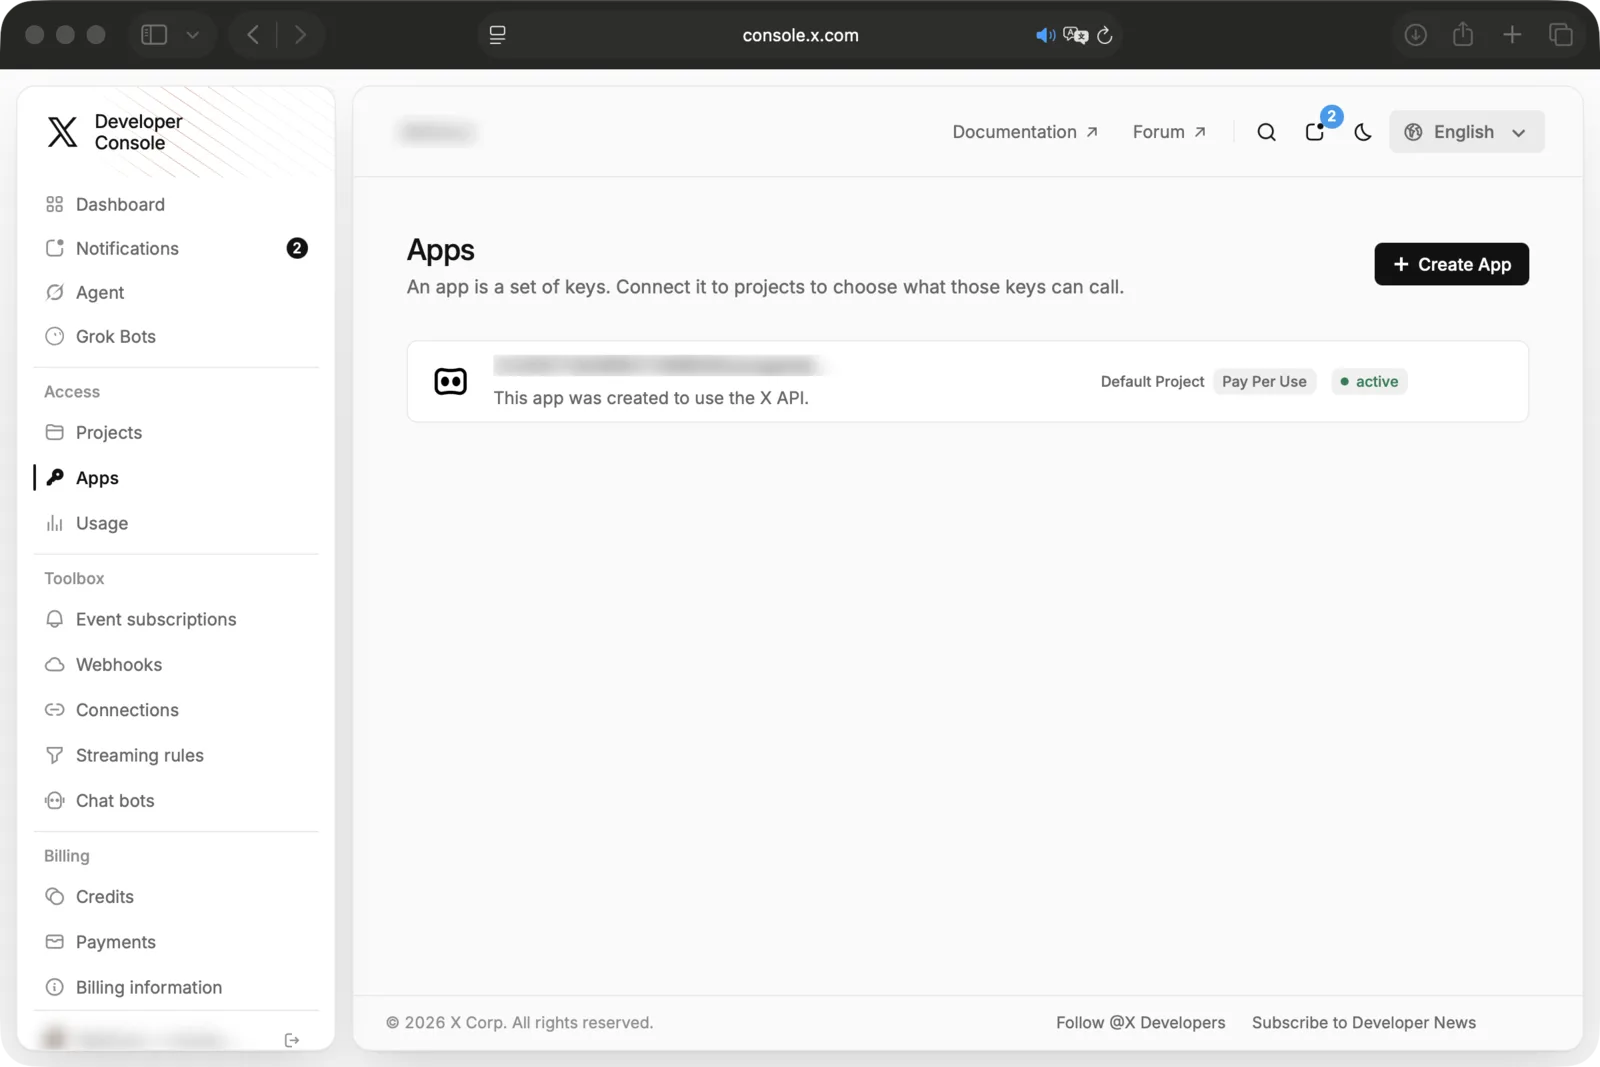 console.x.com
Developer
Console
Dashboard
Notifications 2
Agent
Grok Bots
Access
Projects
Apps
Usage
Toolbox
Event subscriptions
Webhooks
Connections
Streaming rules
Chat bots
Billing
Credits
Payments
Billing information
Documentation ↗ Forum ↗ 2 English
Apps
An app is a set of keys. Connect it to projects to choose what those keys can call.
+ Create App
This app was created to use the X API.
Default Project Pay Per Use active
© 2026 X Corp. All rights reserved.
Follow @X Developers Subscribe to Developer News